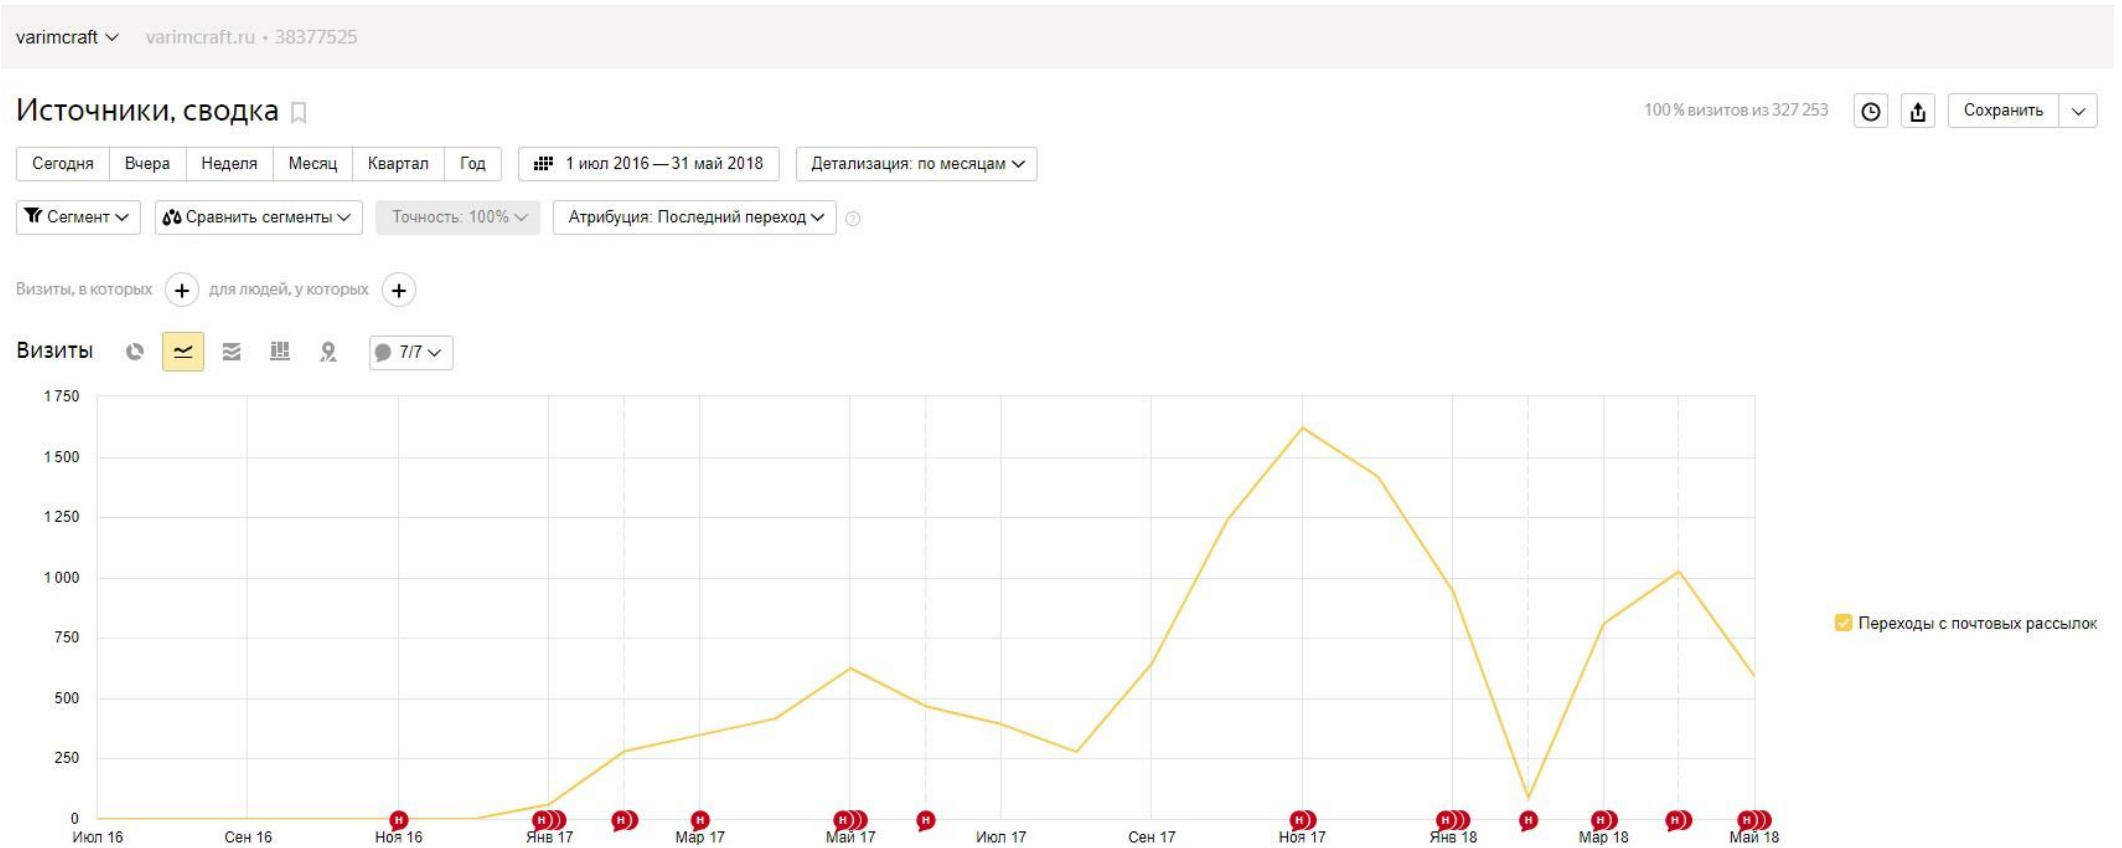 varimcraft varimcraft.ru • 38377525
Источники, сводка
100 % визитов из 327 253
Сохранить
Сегодня Вчера Неделя Месяц Квартал Год 1 июл 2016 — 31 май 2018 Детализация: по месяцам
Сегмент Сравнить сегменты Точность: 100% Атрибуция: Последний переход ?
Визиты, в которых + для людей, у которых +
Визиты 7/7
1 750
1 500
1 250
1 000
750
Переходы с почтовых рассылок
500
250
0
Н Н Н Н Н Н Н Н Н Н Н Н
Июл 16 Сен 16 Ноя 16 Янв 17 Мар 17 Май 17 Июл 17 Сен 17 Ноя 17 Янв 18 Мар 18 Май 18